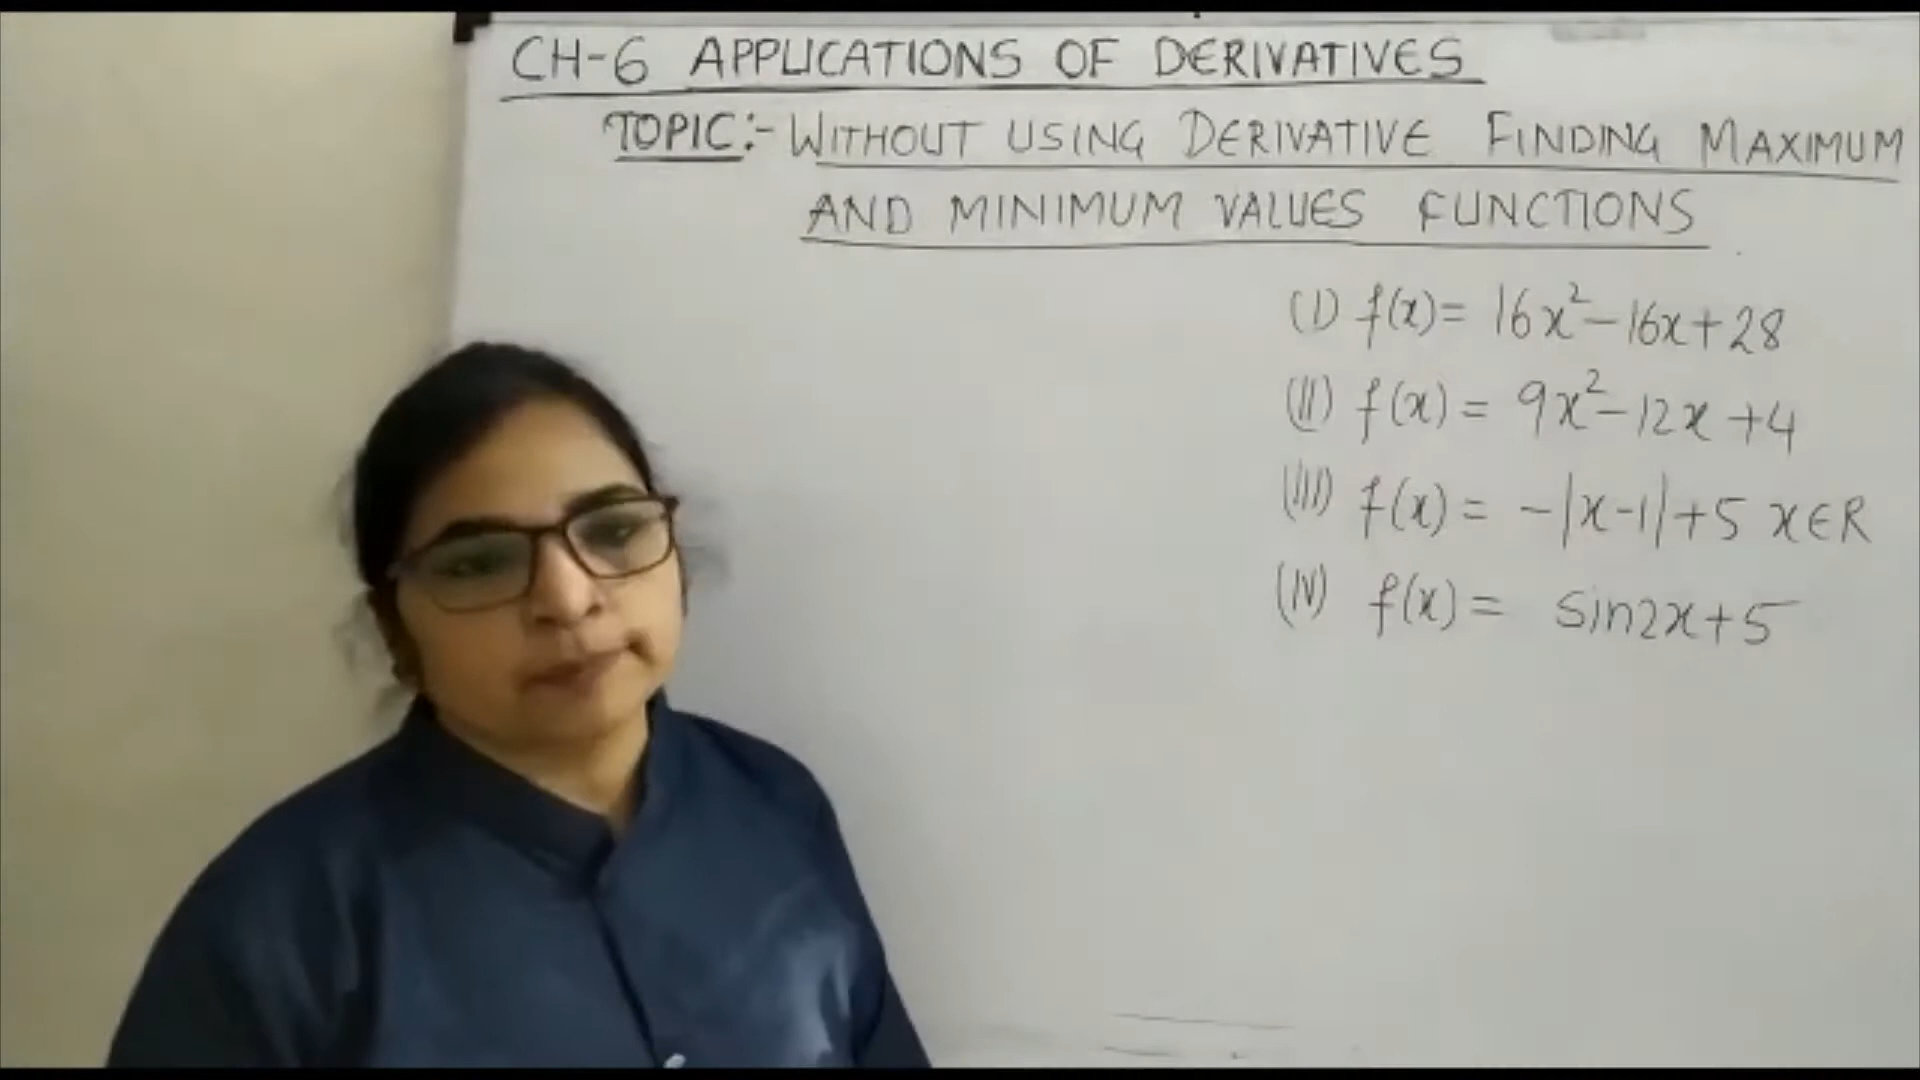 CH-6 APPLICATIONS OF DERIVATIVES
TOPIC:- WITHOUT USING DERIVATIVE FINDING MAXIMUM
AND MINIMUM VALUES FUNCTIONS
(I) f(x)= 16x²-16x+28
(II) f(x) = 9x²-12x+4
(III) f(x) = -|x-1|+5 x∈R
(IV) f(x) = sin2x+5